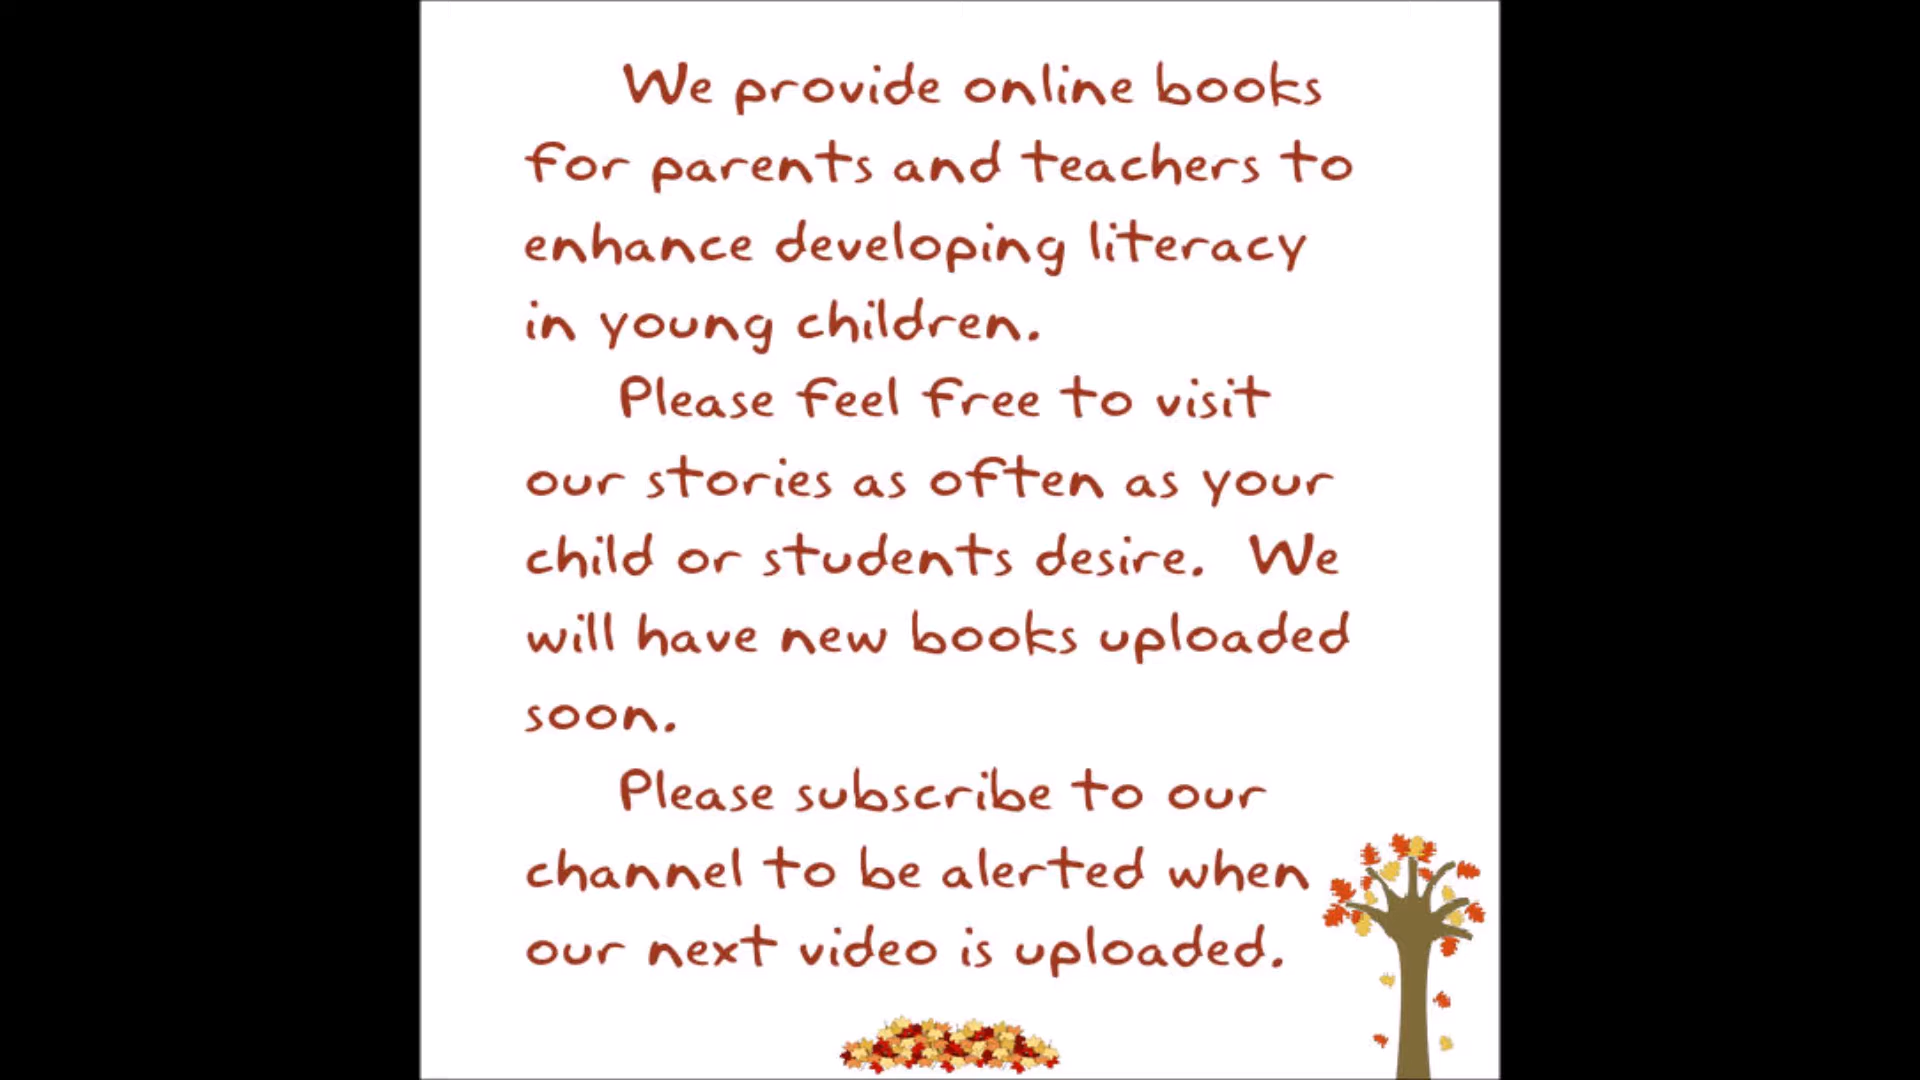 We provide online books
for parents and teachers to
enhance developing literacy
in young children.
Please feel free to visit
our stories as often as your
child or students desire.  We
will have new books uploaded
soon.
Please subscribe to our
channel to be alerted when
our next video is uploaded.